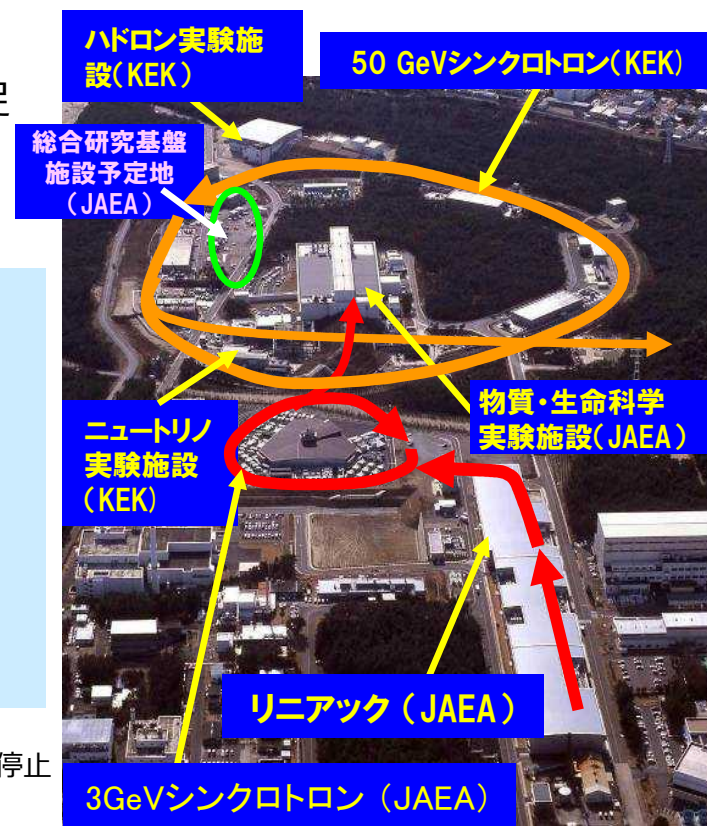 ハドロン実験施
設(KEK)
50 GeVシンクロトロン(KEK)
足
総合研究基盤
施設予定地
(JAEA)
物質・生命科学
実験施設(JAEA)
ニュートリノ
実験施設
(KEK)
リニアック (JAEA)
停止
3GeVシンクロトロン (JAEA)